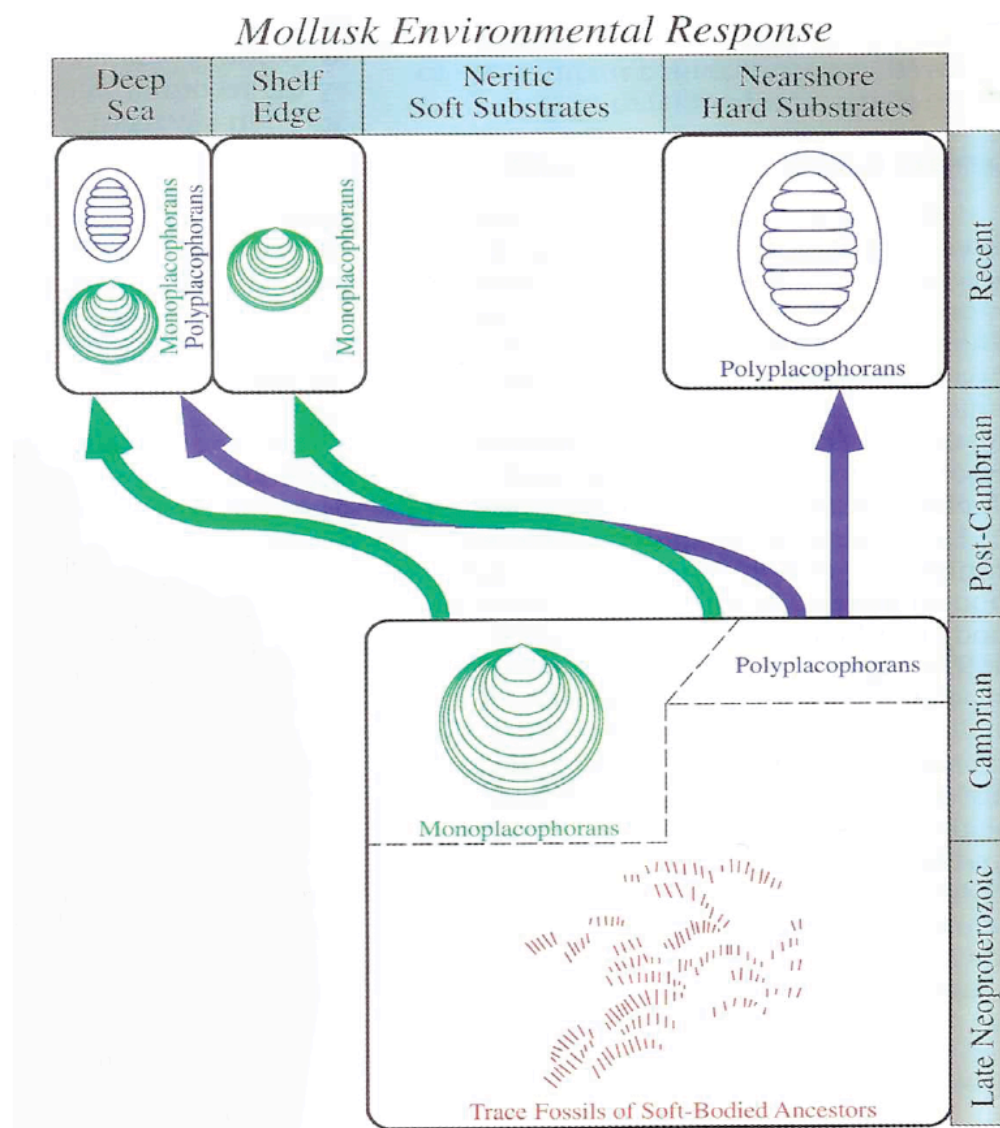 Mollusk Environmental Response
Deep
Sea
Shelf
Edge
Neritic
Soft Substrates
Nearshore
Hard Substrates
Monoplacophorans
Polyplacophorans
Monoplacophorans
Polyplacophorans
Recent
Post-Cambrian
Polyplacophorans
Monoplacophorans
Cambrian
Trace Fossils of Soft-Bodied Ancestors
Late Neoproterozoic